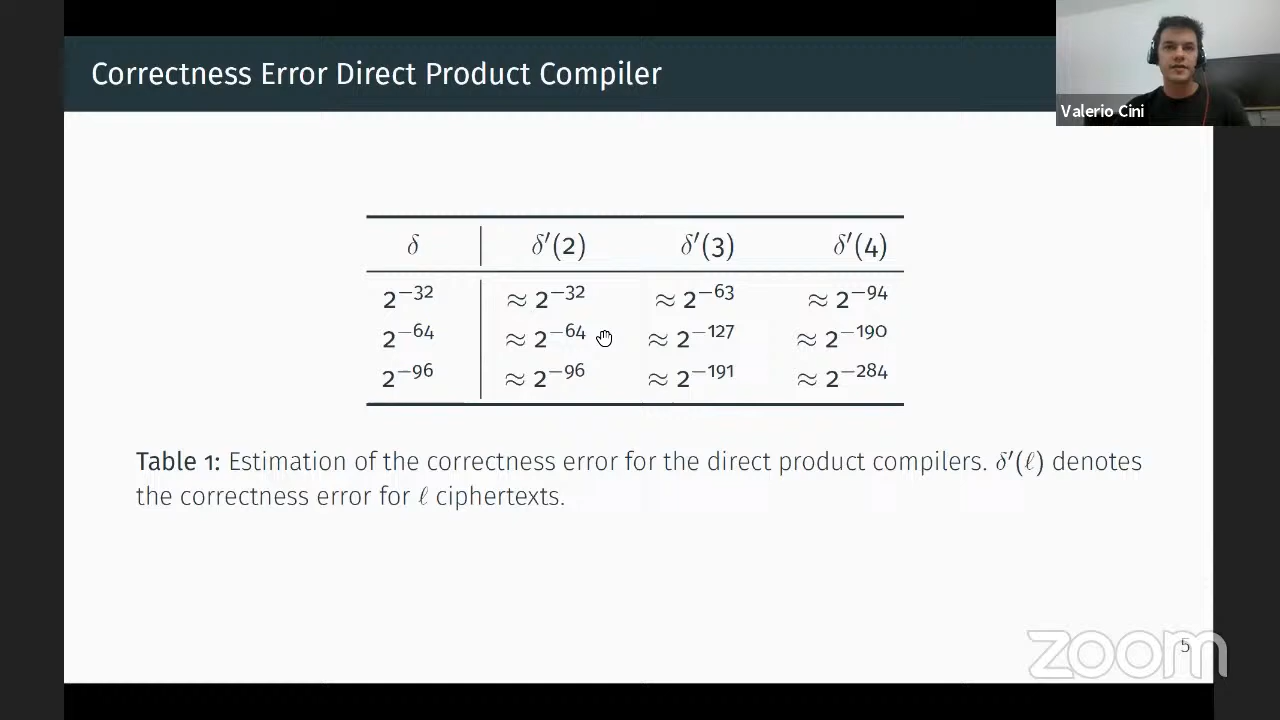 Correctness Error Direct Product Compiler
Valerio Cini
δ δ′(2) δ′(3) δ′(4)
2⁻³² ≈ 2⁻³² ≈ 2⁻⁶³ ≈ 2⁻⁹⁴
2⁻⁶⁴ ≈ 2⁻⁶⁴ ≈ 2⁻¹²⁷ ≈ 2⁻¹⁹⁰
2⁻⁹⁶ ≈ 2⁻⁹⁶ ≈ 2⁻¹⁹¹ ≈ 2⁻²⁸⁴
Table 1: Estimation of the correctness error for the direct product compilers. δ′(ℓ) denotes
the correctness error for ℓ ciphertexts.
5
zoom